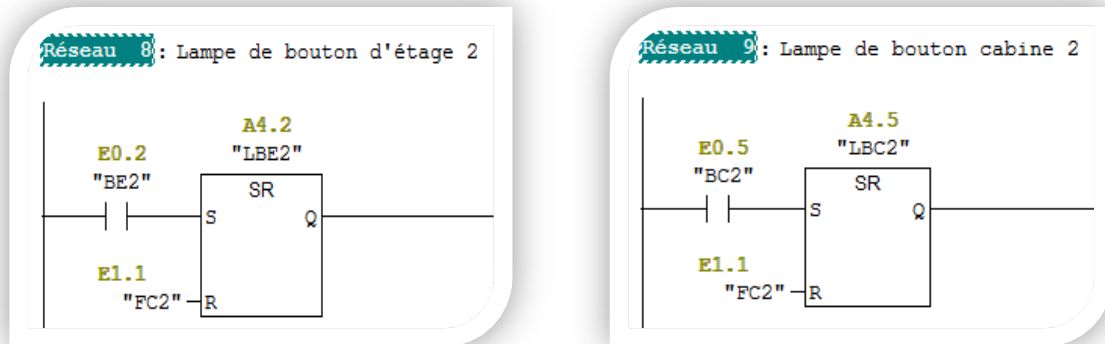 Réseau 8 : Lampe de bouton d'étage 2
A4.2
E0.2
"LBE2"
"BE2"
SR
S Q
E1.1
"FC2" R
Réseau 9 : Lampe de bouton cabine 2
A4.5
E0.5
"LBC2"
"BC2"
SR
S Q
E1.1
"FC2" R